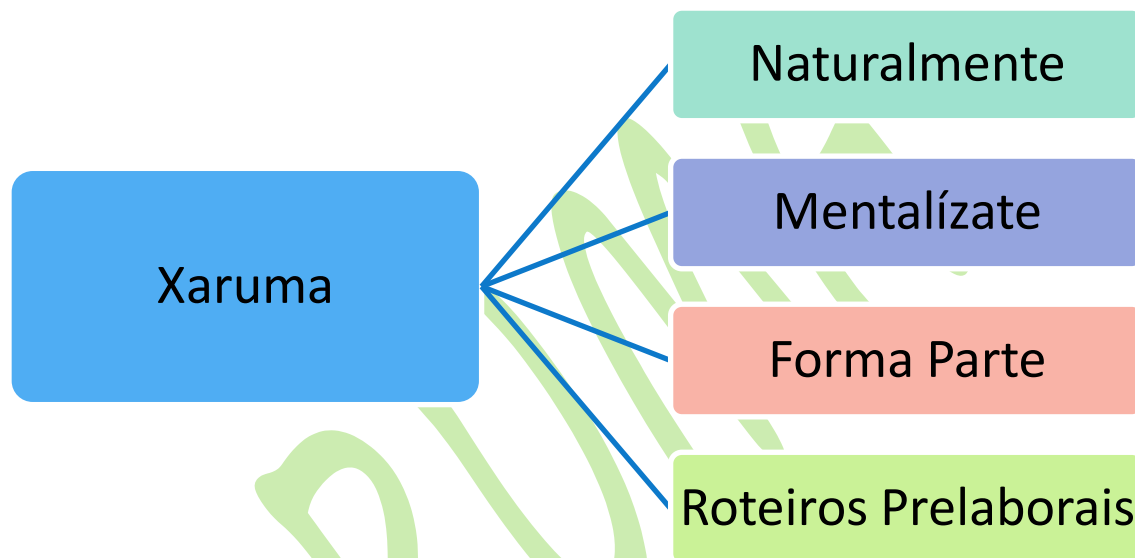 Naturalmente
Mentalízate
Xaruma
Forma Parte
Roteiros Prelaborais